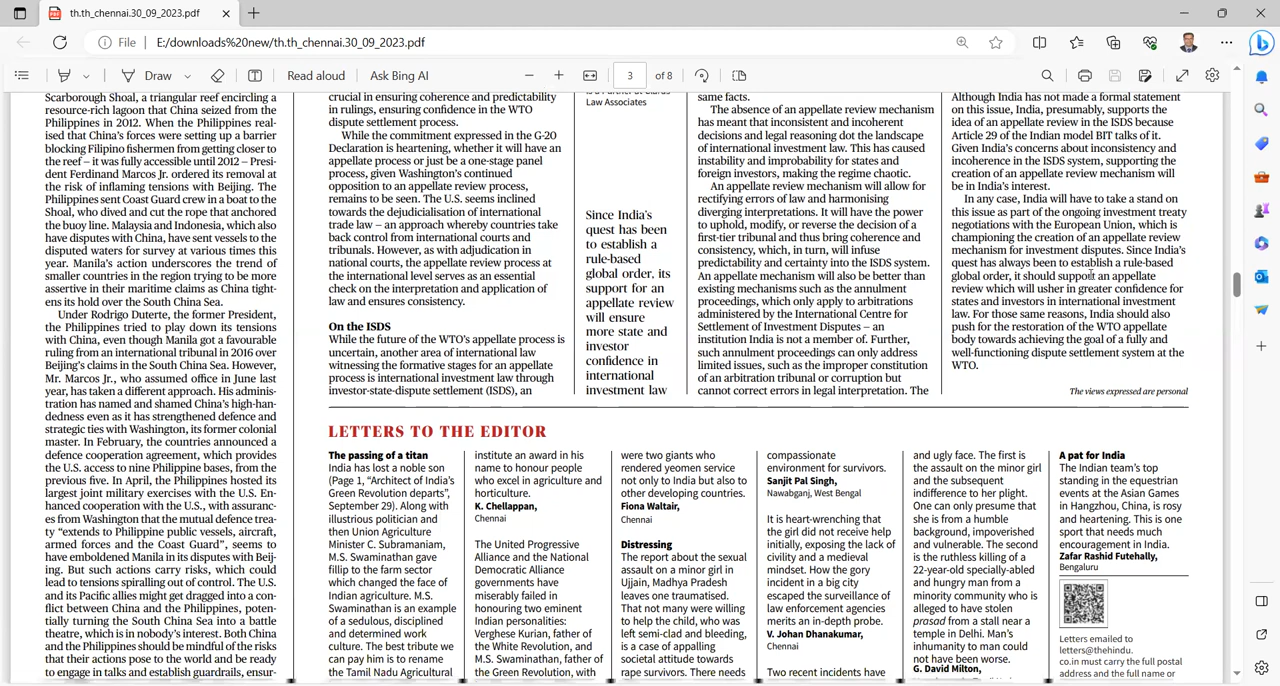 th.th_chennai.30_09_2023.pdf
File
E:/downloads%20new/th.th_chennai.30_09_2023.pdf
Draw
Read aloud
Ask Bing AI
3
of 8
Scarborough Shoal, a triangular reef encircling a
resource-rich lagoon that China seized from the
Philippines in 2012. When the Philippines real-
ised that China's forces were setting up a barrier
blocking Filipino fishermen from getting closer to
the reef – it was fully accessible until 2012 – Presi-
dent Ferdinand Marcos Jr. ordered its removal at
the risk of inflaming tensions with Beijing. The
Philippines sent Coast Guard crew in a boat to the
Shoal, who dived and cut the rope that anchored
the buoy line. Malaysia and Indonesia, which also
have disputes with China, have sent vessels to the
disputed waters for survey at various times this
year. Manila's action underscores the trend of
smaller countries in the region trying to be more
assertive in their maritime claims as China tight-
ens its hold over the South China Sea.
Under Rodrigo Duterte, the former President,
the Philippines tried to play down its tensions
with China, even though Manila got a favourable
ruling from an international tribunal in 2016 over
Beijing's claims in the South China Sea. However,
Mr. Marcos Jr., who assumed office in June last
year, has taken a different approach. His adminis-
tration has named and shamed China's high-han-
dedness even as it has strengthened defence and
strategic ties with Washington, its former colonial
master. In February, the countries announced a
defence cooperation agreement, which provides
the U.S. access to nine Philippine bases, from the
previous five. In April, the Philippines hosted its
largest joint military exercises with the U.S. En-
hanced cooperation with the U.S., with assuranc-
es from Washington that the mutual defence trea-
ty "extends to Philippine public vessels, aircraft,
armed forces and the Coast Guard", seems to
have emboldened Manila in its disputes with Beij-
ing. But such actions carry risks, which could
lead to tensions spiralling out of control. The U.S.
and its Pacific allies might get dragged into a con-
flict between China and the Philippines, poten-
tially turning the South China Sea into a battle
theatre, which is in nobody's interest. Both China
and the Philippines should be mindful of the risks
that their actions pose to the world and be ready
to engage in talks and establish guardrails, ensur-
crucial in ensuring coherence and predictability
in rulings, ensuring confidence in the WTO
dispute settlement process.
While the commitment expressed in the G-20
Declaration is heartening, whether it will have an
appellate process or just be a one-stage panel
process, given Washington's continued
opposition to an appellate review process,
remains to be seen. The U.S. seems inclined
towards the dejudicialisation of international
trade law – an approach whereby countries take
back control from international courts and
tribunals. However, as with adjudication in
national courts, the appellate review process at
the international level serves as an essential
check on the interpretation and application of
law and ensures consistency.
On the ISDS
While the future of the WTO's appellate process is
uncertain, another area of international law
witnessing the formative stages for an appellate
process is international investment law through
investor-state-dispute settlement (ISDS), an
Law Associates
Since India's
quest has been
to establish a
rule-based
global order, its
support for an
appellate review
will ensure
more state and
investor
confidence in
international
investment law
same facts.
The absence of an appellate review mechanism
has meant that inconsistent and incoherent
decisions and legal reasoning dot the landscape
of international investment law. This has caused
instability and improbability for states and
foreign investors, making the regime chaotic.
An appellate review mechanism will allow for
rectifying errors of law and harmonising
diverging interpretations. It will have the power
to uphold, modify, or reverse the decision of a
first-tier tribunal and thus bring coherence and
consistency, which, in turn, will infuse
predictability and certainty into the ISDS system.
An appellate mechanism will also be better than
existing mechanisms such as the annulment
proceedings, which only apply to arbitrations
administered by the International Centre for
Settlement of Investment Disputes – an
institution India is not a member of. Further,
such annulment proceedings can only address
limited issues, such as the improper constitution
of an arbitration tribunal or corruption but
cannot correct errors in legal interpretation. The
Although India has not made a formal statement
on this issue, India, presumably, supports the
idea of an appellate review in the ISDS because
Article 29 of the Indian model BIT talks of it.
Given India's concerns about inconsistency and
incoherence in the ISDS system, supporting the
creation of an appellate review mechanism will
be in India's interest.
In any case, India will have to take a stand on
this issue as part of the ongoing investment treaty
negotiations with the European Union, which is
championing the creation of an appellate review
mechanism for investment disputes. Since India's
quest has always been to establish a rule-based
global order, it should support an appellate
review which will usher in greater confidence for
states and investors in international investment
law. For those same reasons, India should also
push for the restoration of the WTO appellate
body towards achieving the goal of a fully and
well-functioning dispute settlement system at the
WTO.
The views expressed are personal
LETTERS TO THE EDITOR
The passing of a titan
India has lost a noble son
(Page 1, "Architect of India's
Green Revolution departs",
September 29). Along with
illustrious politician and
then Union Agriculture
Minister C. Subramaniam,
M.S. Swaminathan gave
fillip to the farm sector
which changed the face of
Indian agriculture. M.S.
Swaminathan is an example
of a sedulous, disciplined
and determined work
culture. The best tribute we
can pay him is to rename
the Tamil Nadu Agricultural
institute an award in his
name to honour people
who excel in agriculture and
horticulture.
K. Chellappan,
Chennai
The United Progressive
Alliance and the National
Democratic Alliance
governments have
miserably failed in
honouring two eminent
Indian personalities:
Verghese Kurian, father of
the White Revolution, and
M.S. Swaminathan, father of
the Green Revolution, with
were two giants who
rendered yeomen service
not only to India but also to
other developing countries.
Fiona Waltair,
Chennai
Distressing
The report about the sexual
assault on a minor girl in
Ujjain, Madhya Pradesh
leaves one traumatised.
That not many were willing
to help the child, who was
left semi-clad and bleeding,
is a case of appalling
societal attitude towards
rape survivors. There needs
compassionate
environment for survivors.
Sanjit Pal Singh,
Nawabganj, West Bengal
It is heart-wrenching that
the girl did not receive help
initially, exposing the lack of
civility and a medieval
mindset. How the gory
incident in a big city
escaped the surveillance of
law enforcement agencies
merits an in-depth probe.
V. Johan Dhanakumar,
Chennai
Two recent incidents have
and ugly face. The first is
the assault on the minor girl
and the subsequent
indifference to her plight.
One can only presume that
she is from a humble
background, impoverished
and vulnerable. The second
is the ruthless killing of a
22-year-old specially-abled
and hungry man from a
minority community who is
alleged to have stolen
prasad from a stall near a
temple in Delhi. Man's
inhumanity to man could
not have been worse.
G. David Milton,
A pat for India
The Indian team's top
standing in the equestrian
events at the Asian Games
in Hangzhou, China, is rosy
and heartening. This is one
sport that needs much
encouragement in India.
Zafar Rashid Futehally,
Bengaluru
Letters emailed to
letters@thehindu.
co.in must carry the full postal
address and the full name or